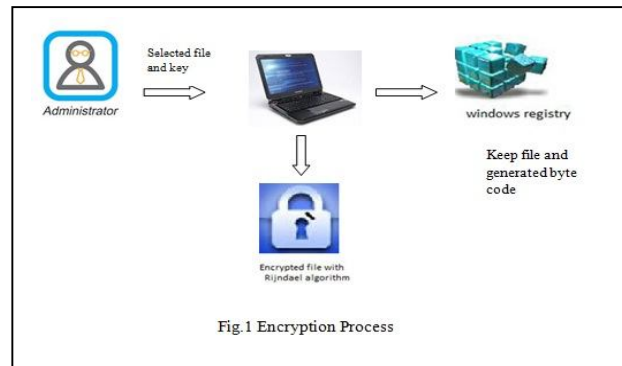 Selected file
and key
Administrator
windows registry
Keep file and
generated byte
code
Encrypted file with
Rijndael algorithm
Fig.1 Encryption Process